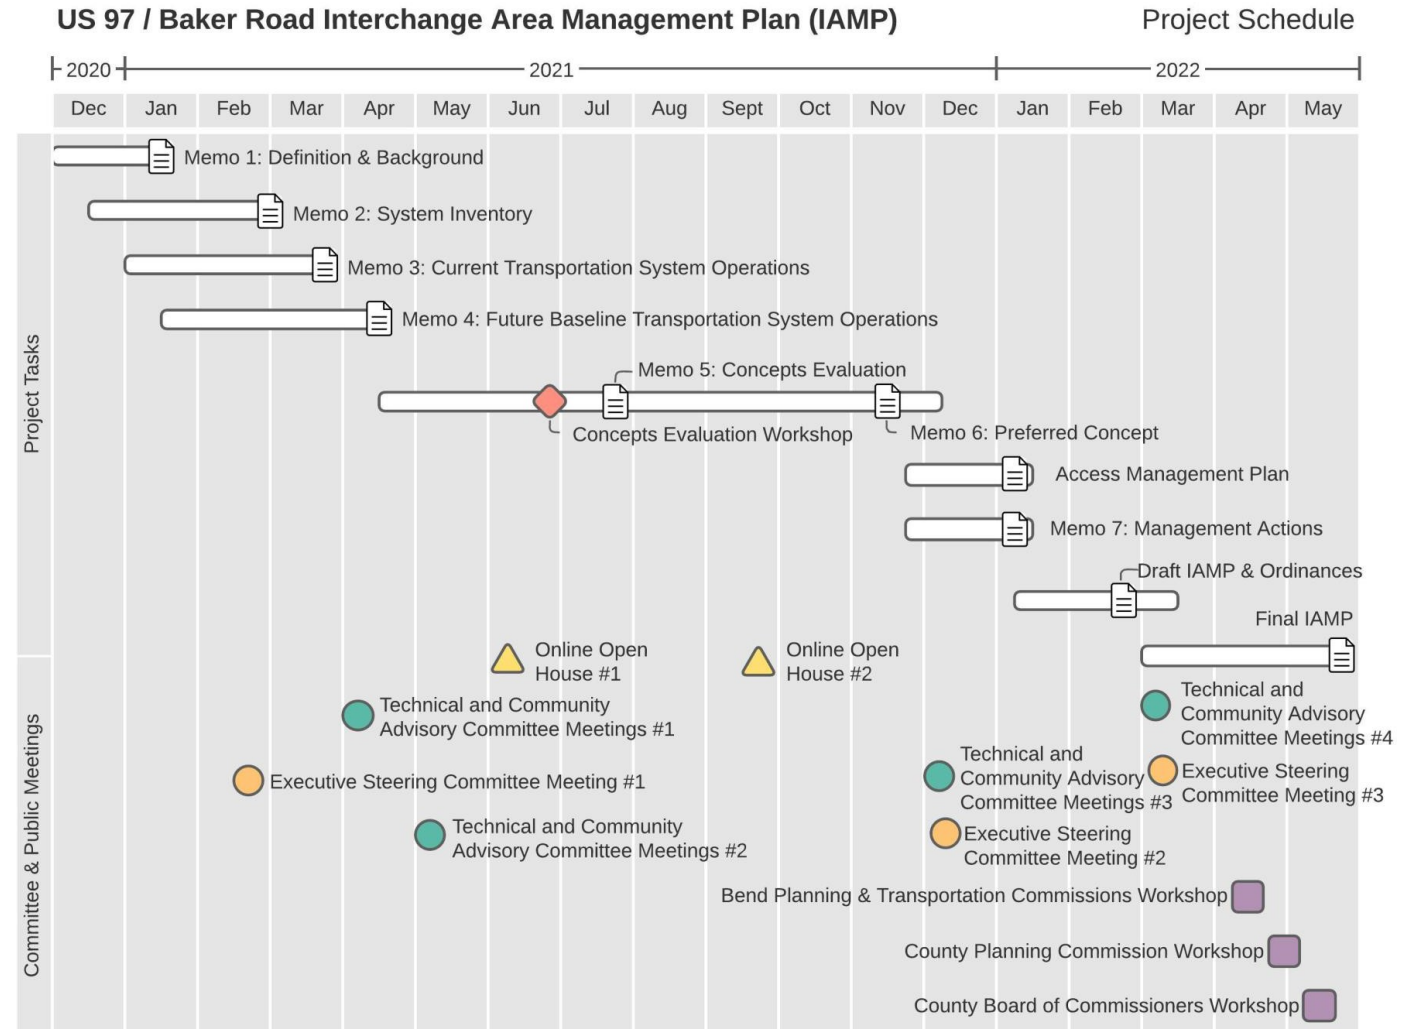 US 97 / Baker Road Interchange Area Management Plan (IAMP)
Project Schedule
2020
2021
2022
Dec Jan Feb Mar Apr May Jun Jul Aug Sept Oct Nov Dec Jan Feb Mar Apr May
Project Tasks
Memo 1: Definition & Background
Memo 2: System Inventory
Memo 3: Current Transportation System Operations
Memo 4: Future Baseline Transportation System Operations
Memo 5: Concepts Evaluation
Concepts Evaluation Workshop
Memo 6: Preferred Concept
Access Management Plan
Memo 7: Management Actions
Draft IAMP & Ordinances
Final IAMP
Committee & Public Meetings
Online Open
House #1
Online Open
House #2
Technical and Community
Advisory Committee Meetings #1
Technical and
Community Advisory
Committee Meetings #4
Executive Steering Committee Meeting #1
Technical and
Community Advisory
Committee Meetings #3
Executive Steering
Committee Meeting #3
Technical and Community
Advisory Committee Meetings #2
Executive Steering
Committee Meeting #2
Bend Planning & Transportation Commissions Workshop
County Planning Commission Workshop
County Board of Commissioners Workshop